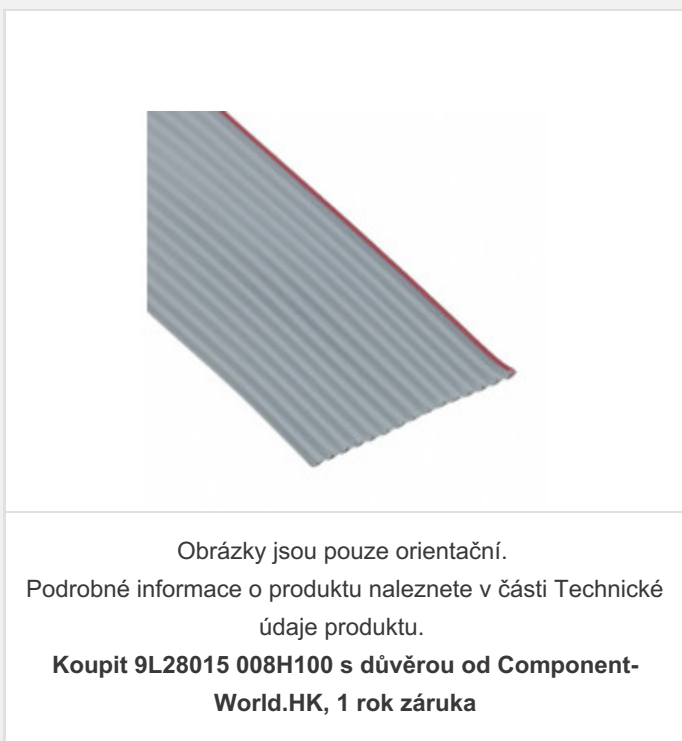 Obrázky jsou pouze orientační.
Podrobné informace o produktu naleznete v části Technické
údaje produktu.
Koupit 9L28015 008H100 s důvěrou od Component-
World.HK, 1 rok záruka